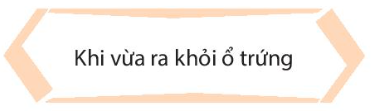 Khi vừa ra khỏi ổ trứng